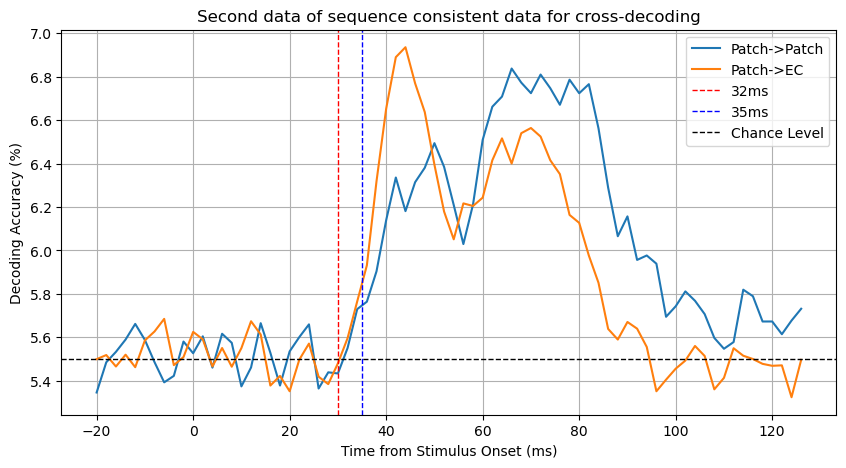 Second data of sequence consistent data for cross-decoding
Decoding Accuracy (%)
7.0
6.8
6.6
6.4
6.2
6.0
5.8
5.6
5.4
Patch->Patch
Patch->EC
32ms
35ms
Chance Level
−20
0
20
40
60
80
100
120
Time from Stimulus Onset (ms)